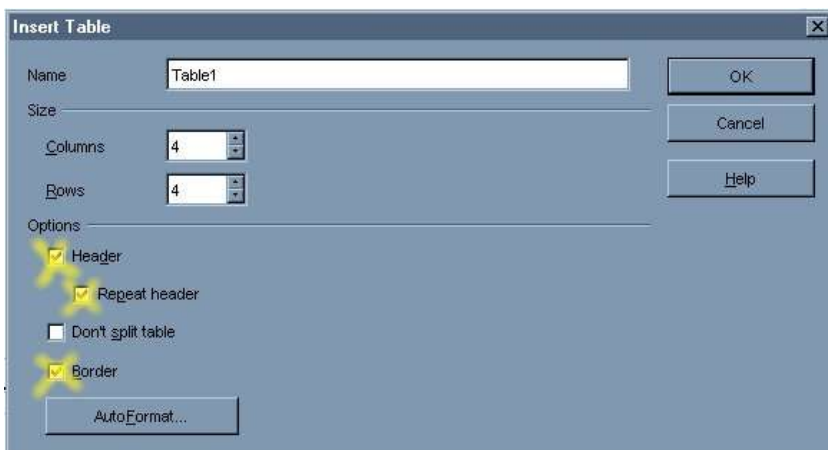 Insert Table
Name Table1 OK
Size
Cancel
Columns 4
Help
Rows 4
Options
Header
Repeat header
Don't split table
Border
AutoFormat...